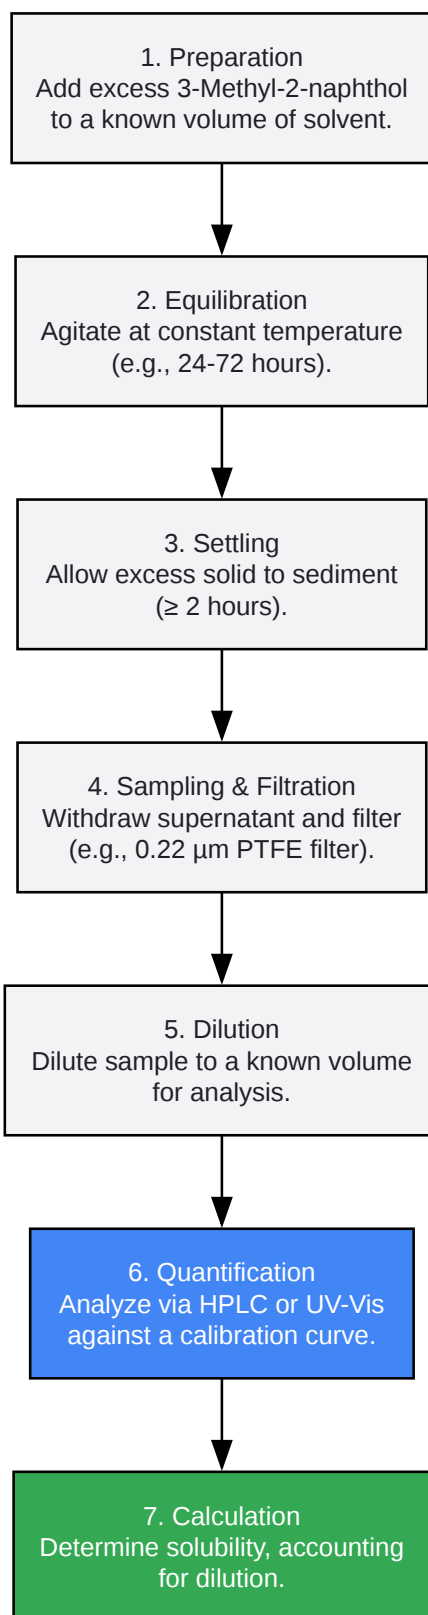 1. Preparation
Add excess 3-Methyl-2-naphthol
to a known volume of solvent.
2. Equilibration
Agitate at constant temperature
(e.g., 24-72 hours).
3. Settling
Allow excess solid to sediment
(≥ 2 hours).
4. Sampling & Filtration
Withdraw supernatant and filter
(e.g., 0.22 µm PTFE filter).
5. Dilution
Dilute sample to a known volume
for analysis.
6. Quantification
Analyze via HPLC or UV-Vis
against a calibration curve.
7. Calculation
Determine solubility, accounting
for dilution.